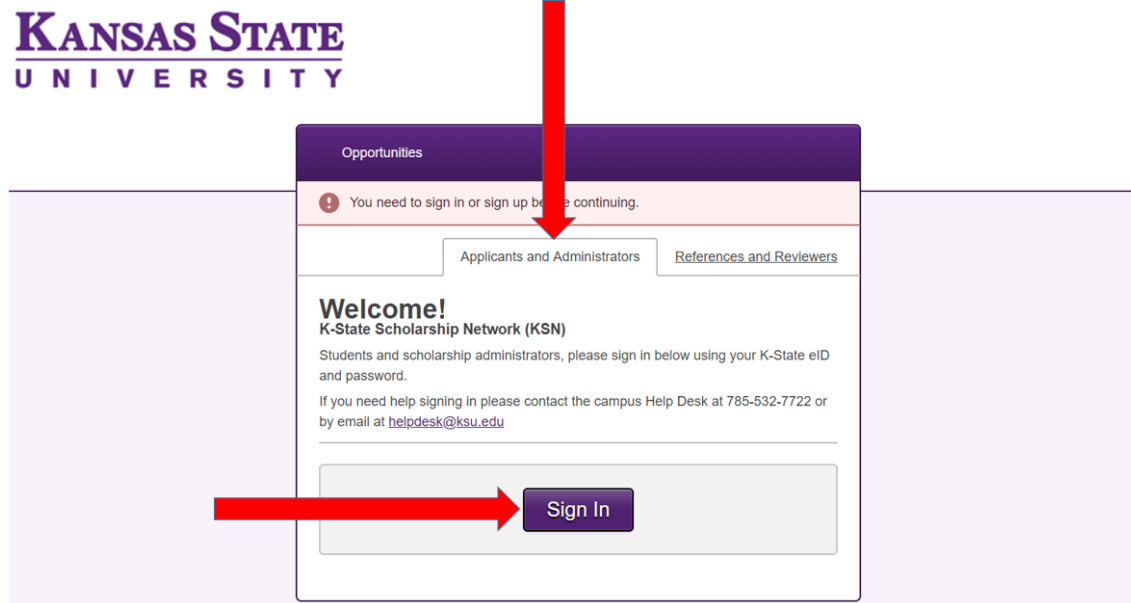 KANSAS STATE
UNIVERSITY
Opportunities
You need to sign in or sign up be e continuing.
Applicants and Administrators
References and Reviewers
Welcome!
K-State Scholarship Network (KSN)
Students and scholarship administrators, please sign in below using your K-State eID
and password.
If you need help signing in please contact the campus Help Desk at 785-532-7722 or
by email at helpdesk@ksu.edu
Sign In